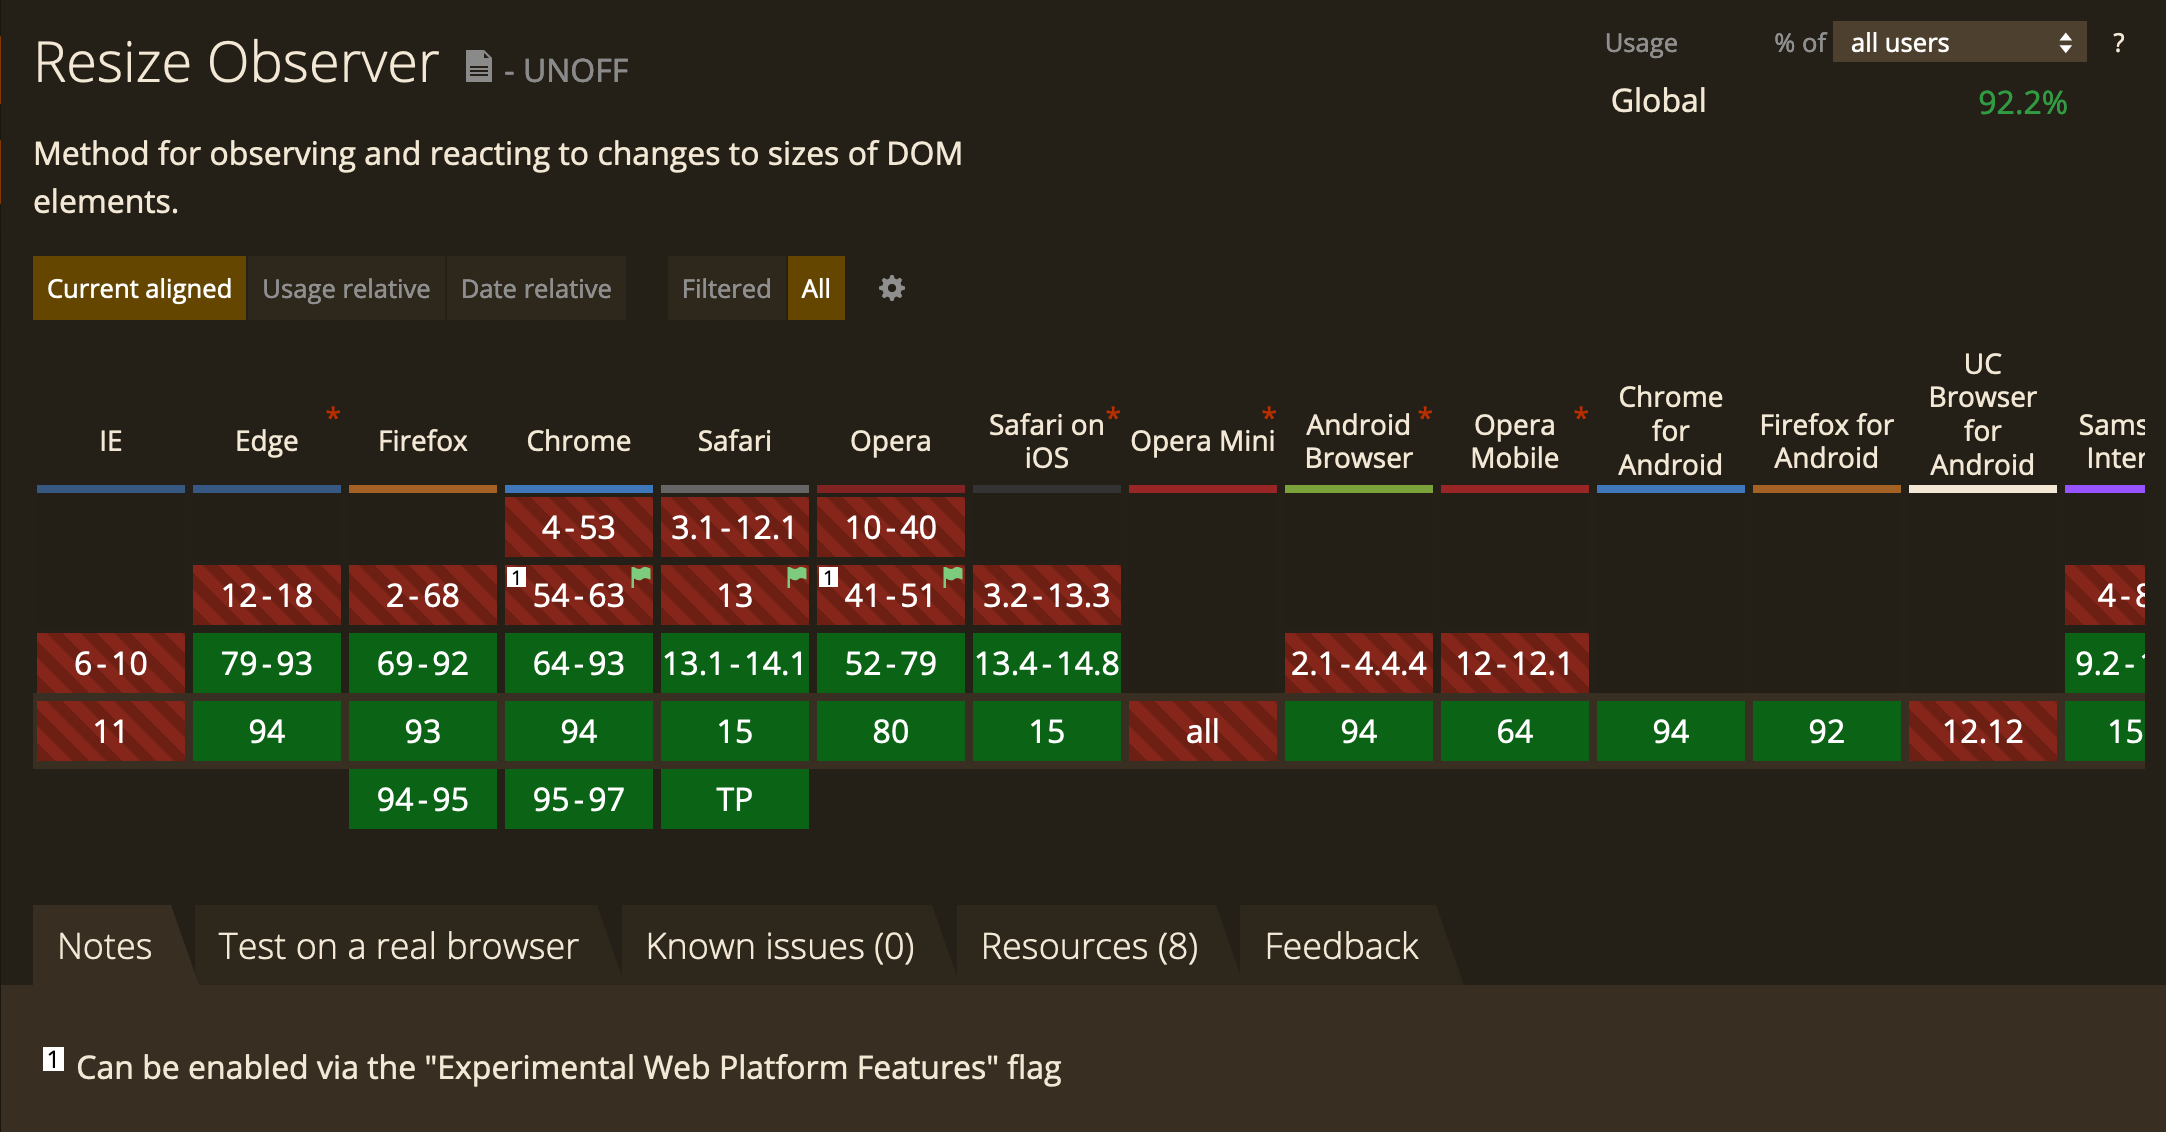 Resize Observer - UNOFF
Usage % of all users ?
Global 92.2%
Method for observing and reacting to changes to sizes of DOM
elements.
Current aligned Usage relative Date relative Filtered All
IE
Edge *
Firefox
Chrome
Safari
Opera
Safari on *
iOS
Opera Mini *
Android *
Browser
Opera *
Mobile
Chrome
for
Android
Firefox for
Android
UC
Browser
for
Android
Sams
Inter
4-53 3.1-12.1 10-40
12-18 2-68 1 54-63 13 1 41-51 3.2-13.3 4-8
6-10 79-93 69-92 64-93 13.1-14.1 52-79 13.4-14.8 2.1-4.4.4 12-12.1 9.2-
11 94 93 94 15 80 15 all 94 64 94 92 12.12 15
94-95 95-97 TP
Notes Test on a real browser Known issues (0) Resources (8) Feedback
1 Can be enabled via the "Experimental Web Platform Features" flag